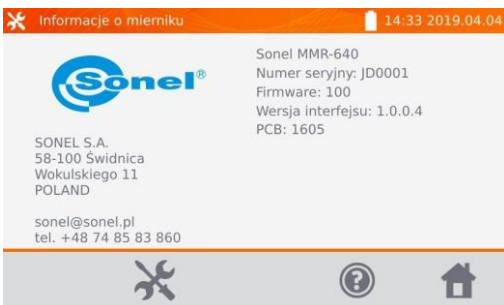 Informacje o mierniku
14:33 2019.04.04
Sonel®
Sonel MMR-640
Numer seryjny: JD0001
Firmware: 100
Wersja interfejsu: 1.0.0.4
PCB: 1605
SONEL S.A.
58-100 Świdnica
Wokulskiego 11
POLAND
sonel@sonel.pl
tel. +48 74 85 83 860
?